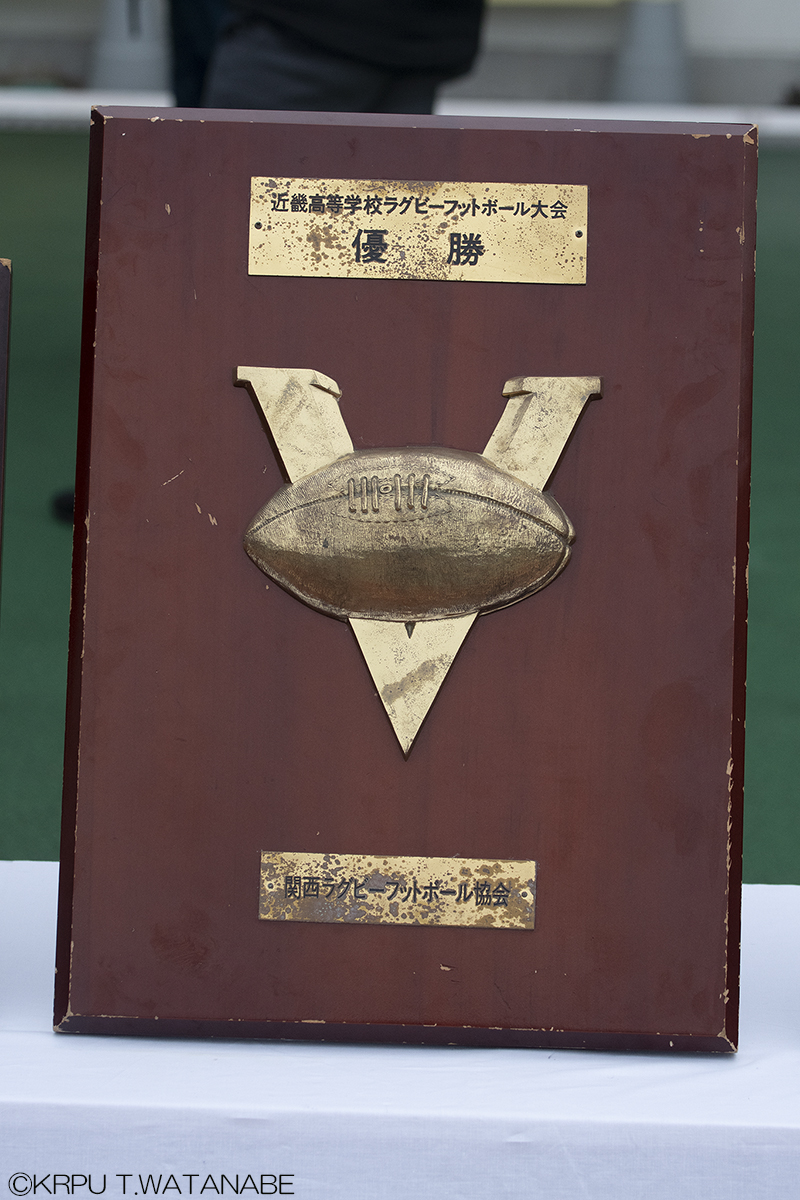 近畿高等学校ラグビーフットボール大会
優 勝
V
関西ラグビーフットボール協会
©KRPU T.WATANABE